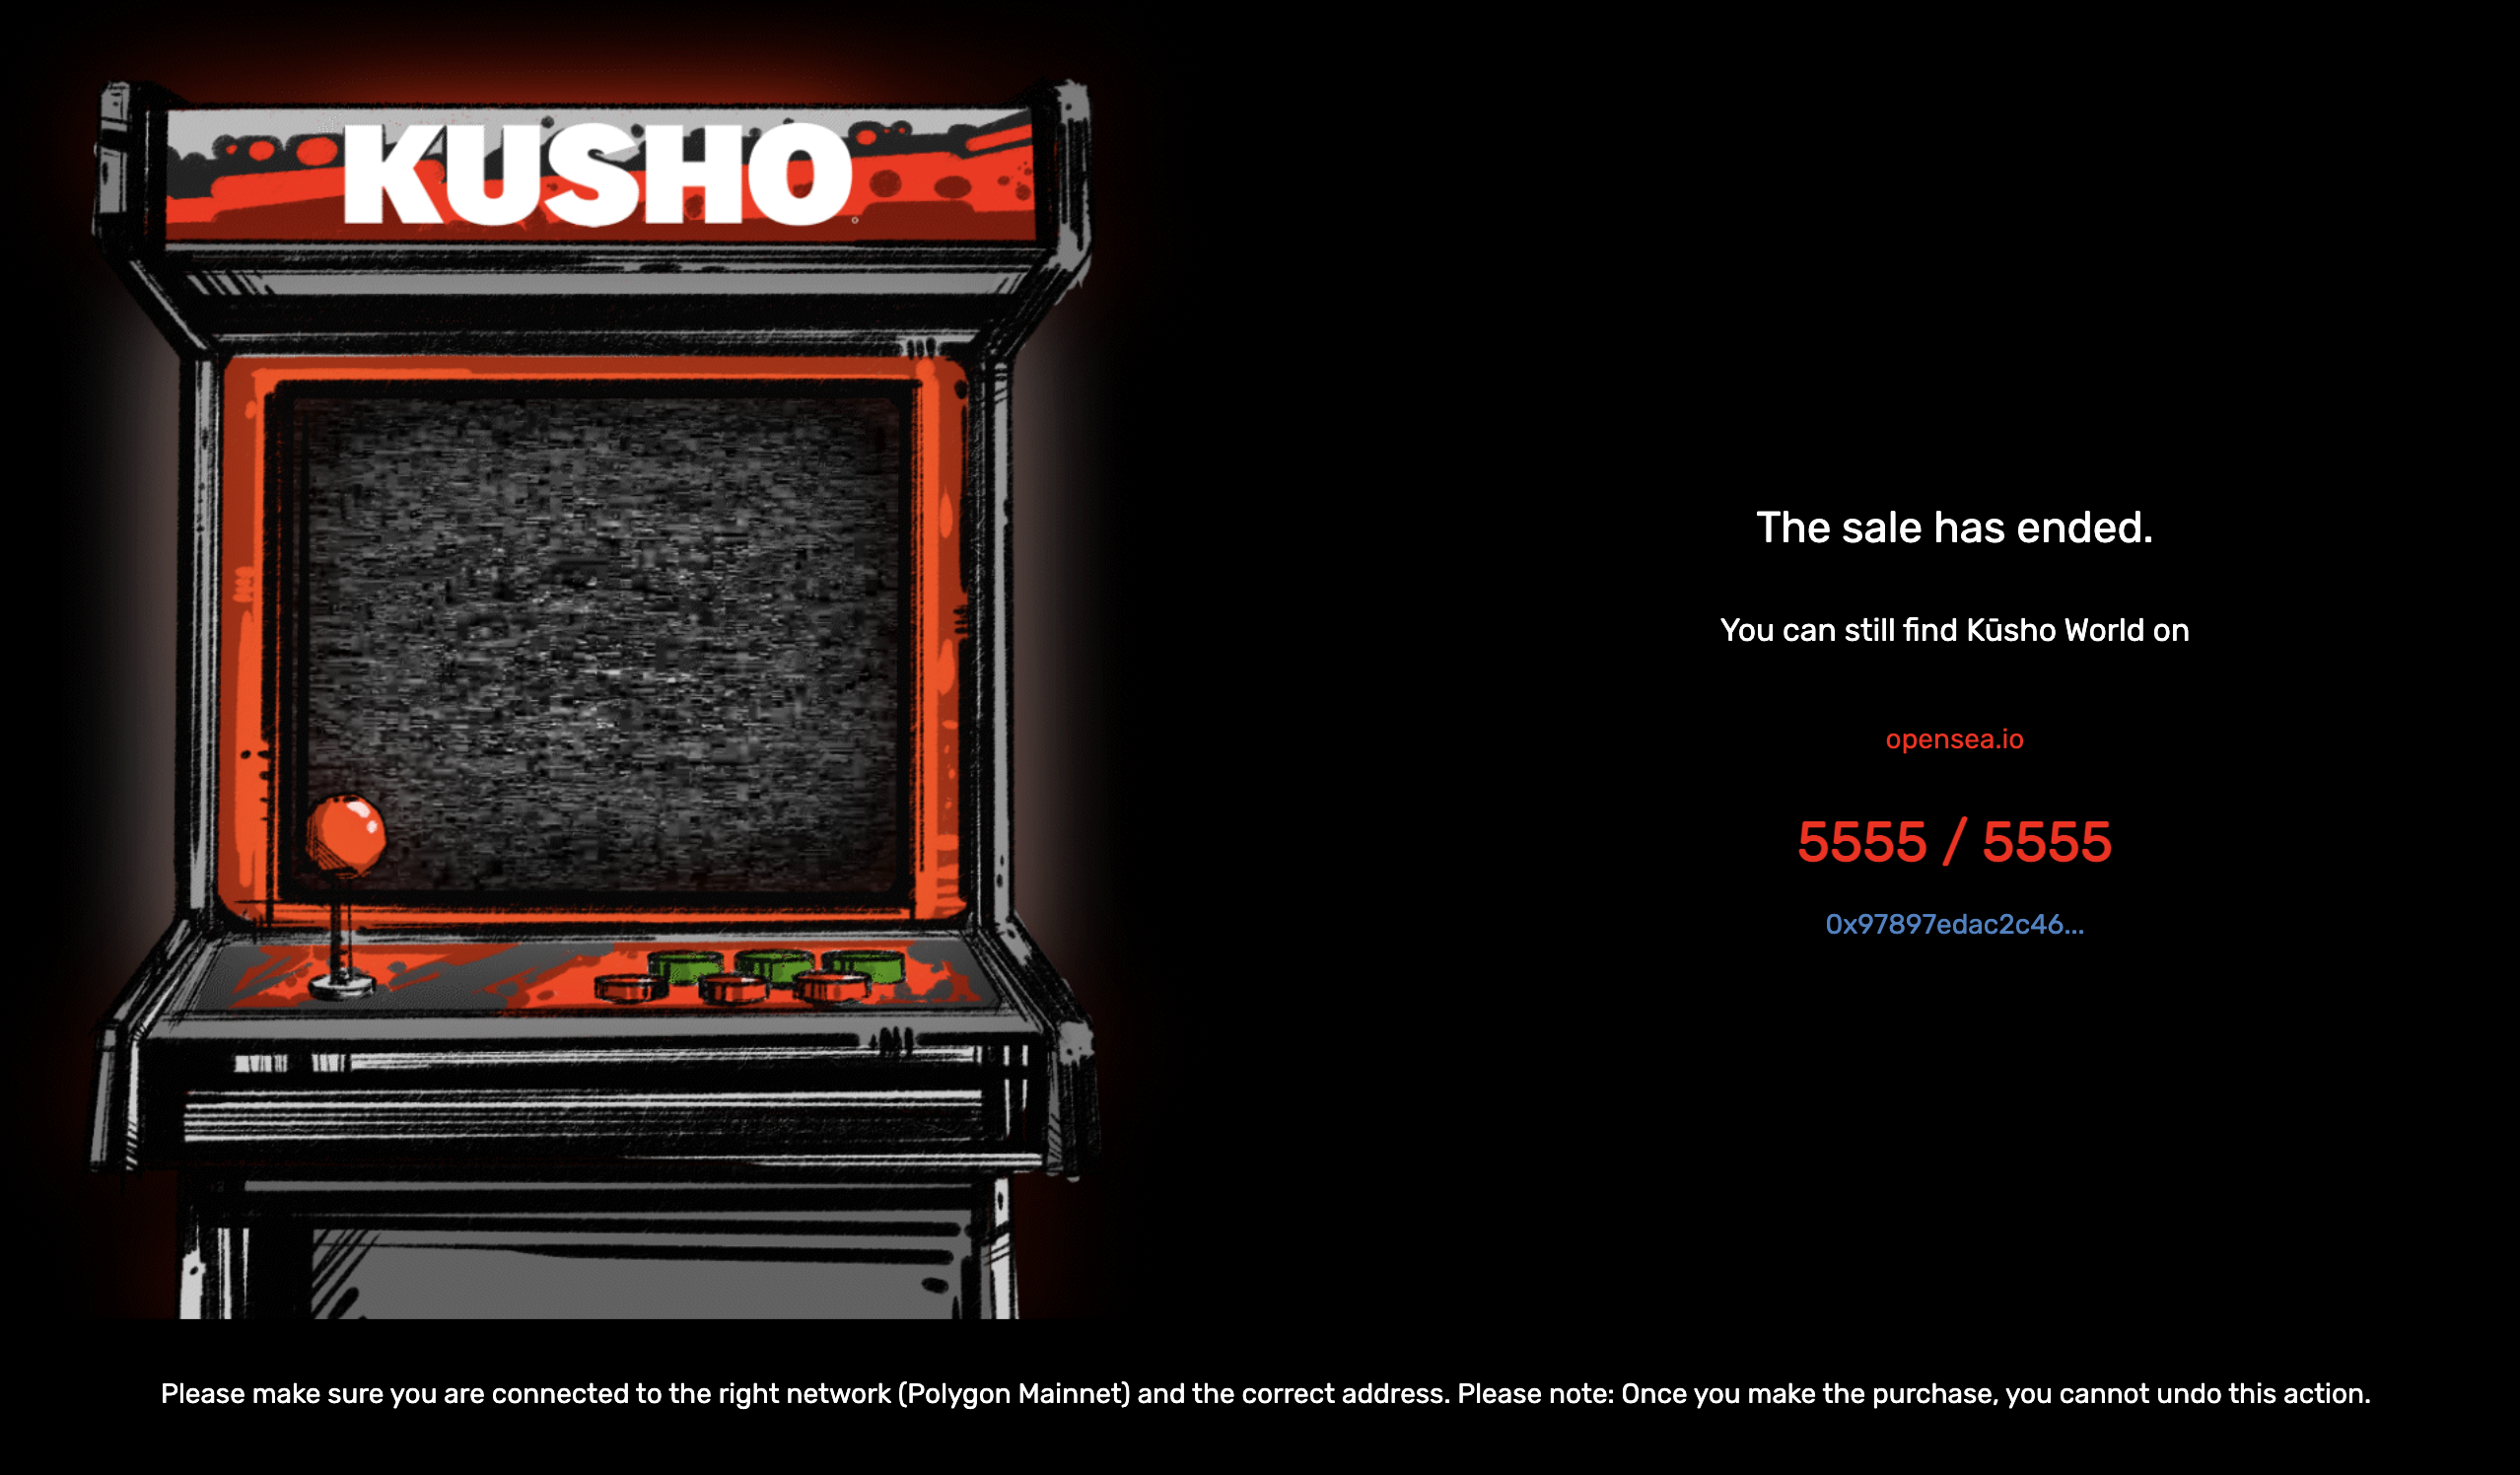 KUSHO
The sale has ended.
You can still find Kūsho World on
opensea.io
5555 / 5555
0x97897edac2c46...
Please make sure you are connected to the right network (Polygon Mainnet) and the correct address. Please note: Once you make the purchase, you cannot undo this action.